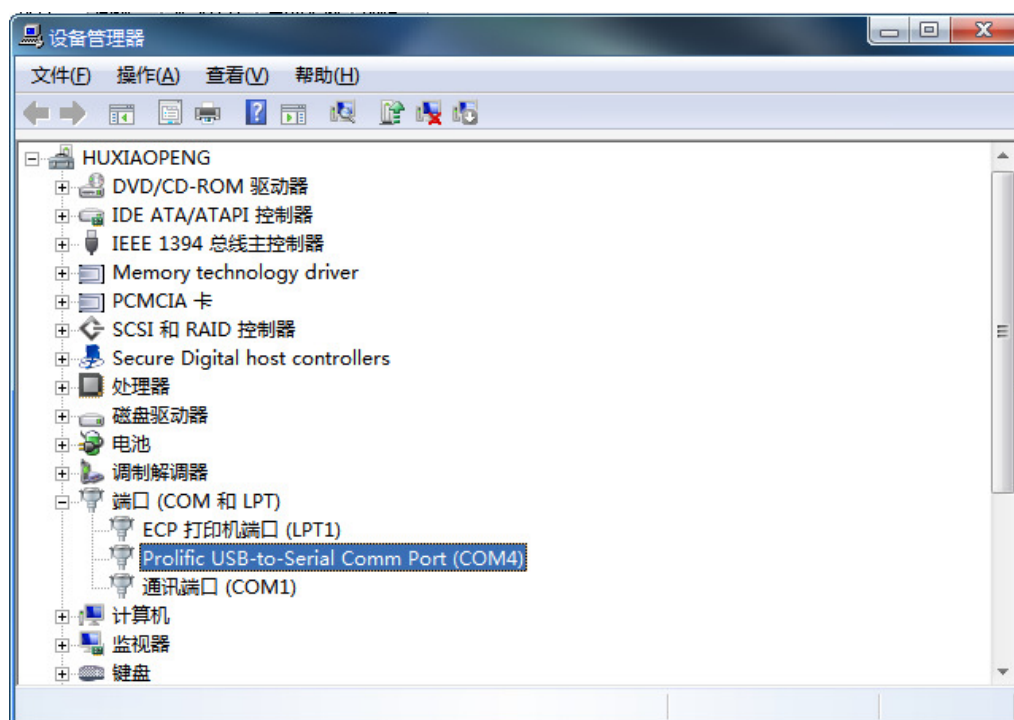 设备管理器
文件(F) 操作(A) 查看(V) 帮助(H)
HUXIAOPENG
DVD/CD-ROM 驱动器
IDE ATA/ATAPI 控制器
IEEE 1394 总线主控制器
Memory technology driver
PCMCIA 卡
SCSI 和 RAID 控制器
Secure Digital host controllers
处理器
磁盘驱动器
电池
调制解调器
端口 (COM 和 LPT)
ECP 打印机端口 (LPT1)
Prolific USB-to-Serial Comm Port (COM4)
通讯端口 (COM1)
计算机
监视器
键盘